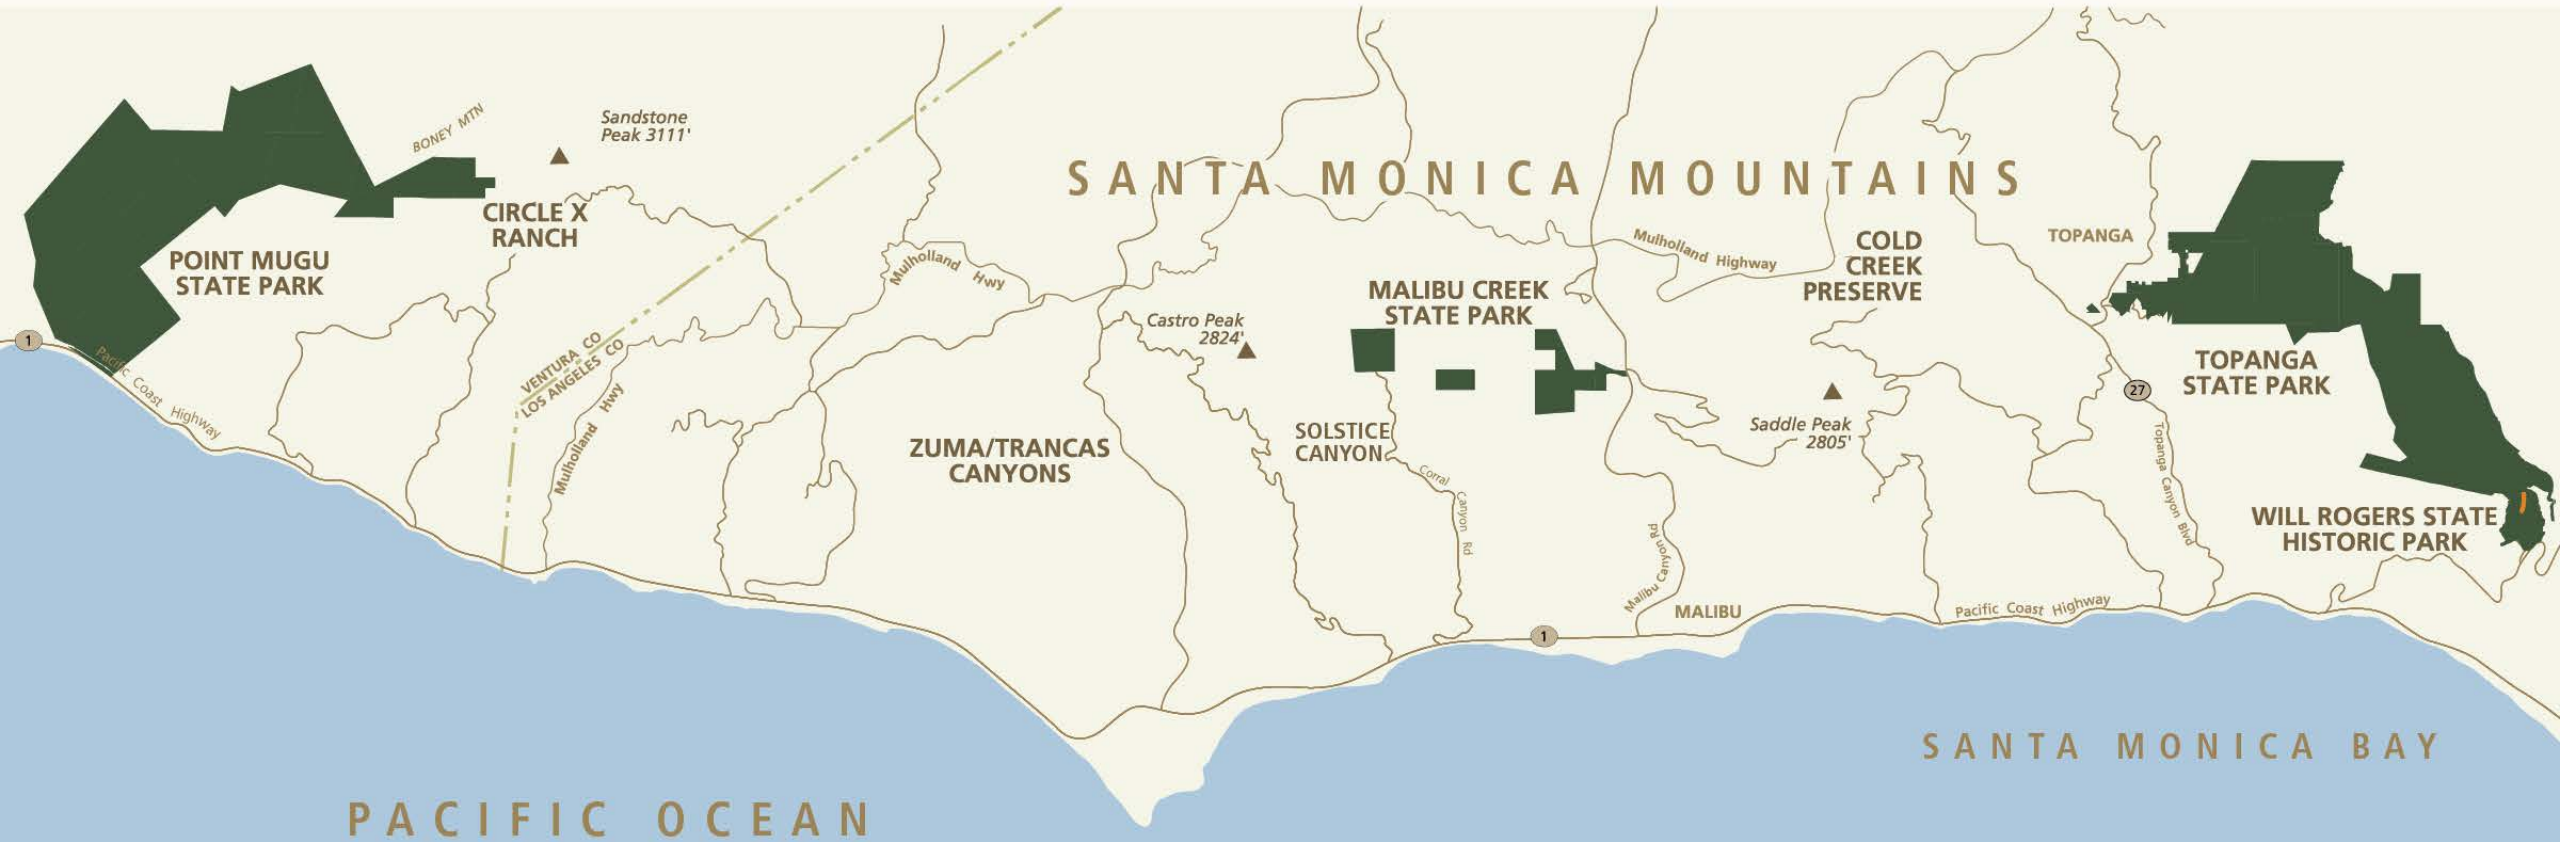 Sandstone
Peak 3111'
BONEY MTN
SANTA MONICA MOUNTAINS
CIRCLE X
RANCH
POINT MUGU
STATE PARK
Mulholland Hwy
Mulholland Highway
COLD
CREEK
PRESERVE
TOPANGA
MALIBU CREEK
STATE PARK
Castro Peak
2824'
1
Pacific Coast Highway
VENTURA CO
LOS ANGELES CO
Mulholland Hwy
ZUMA/TRANCAS
CANYONS
SOLSTICE
CANYON
Corral Canyon Rd
Saddle Peak
2805'
TOPANGA
STATE PARK
27
Topanga Canyon Blvd
WILL ROGERS STATE
HISTORIC PARK
Malibu Canyon Rd
MALIBU
1
Pacific Coast Highway
SANTA MONICA BAY
PACIFIC OCEAN